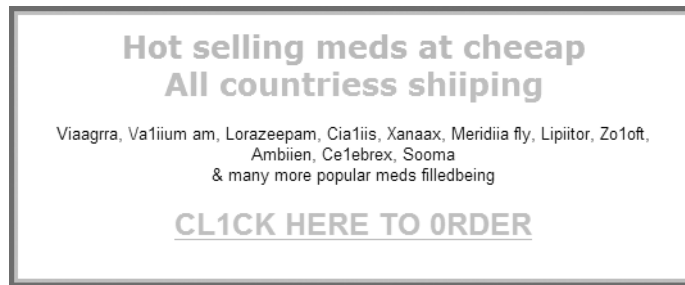 Hot selling meds at cheeap
All countriess shiiping
Viaagrra, Va1iium am, Lorazeepam, Cia1iis, Xanaax, Meridiia fly, Lipiitor, Zo1oft,
Ambiien, Ce1ebrex, Sooma
& many more popular meds filledbeing
CL1CK HERE TO 0RDER